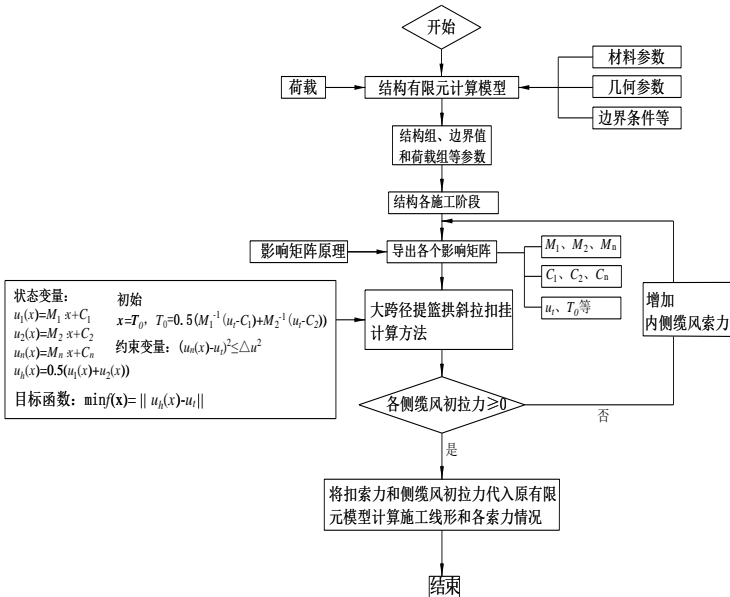 开始
荷载
结构有限元计算模型
材料参数
几何参数
边界条件等
结构组、边界值
和荷载组等参数
结构各施工阶段
影响矩阵原理
导出各个影响矩阵
M₁、M₂、Mₙ
C₁、C₂、Cₙ
uₜ、T₀等
增加
内侧缆风索力
状态变量：
u₁(x)=M₁·x+C₁
u₂(x)=M₂·x+C₂
uₙ(x)=Mₙ·x+Cₙ
uₕ(x)=0.5(u₁(x)+u₂(x))
初始
x=T₀，T₀=0.5(M₁⁻¹(uₜ-C₁)+M₂⁻¹(uₜ-C₂))
约束变量：(uₙ(x)-uₜ)²≤△u²
目标函数：minf(x)=||uₕ(x)-uₜ||
大跨径提篮拱斜拉扣挂
计算方法
各侧缆风初拉力≥0
否
是
将扣索力和侧缆风初拉力代入原有限
元模型计算施工线形和各索力情况
结束